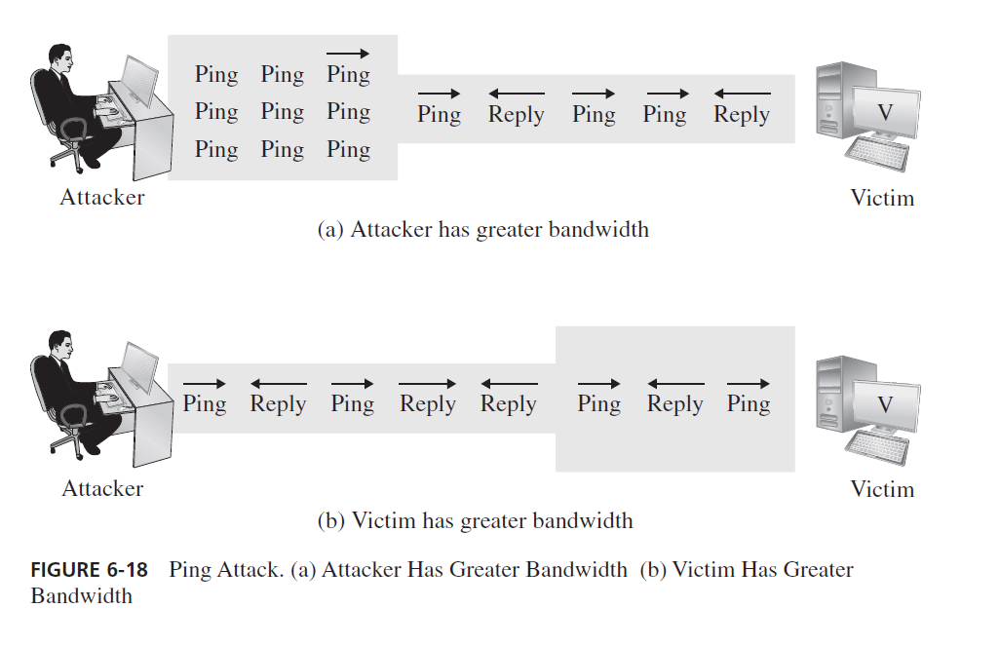 Ping Ping Ping
Ping Ping Ping
Ping Ping Ping
Ping Reply Ping Ping Reply
V
Attacker
Victim
(a) Attacker has greater bandwidth
Ping Reply Ping Reply Reply Ping Reply Ping
V
Attacker
Victim
(b) Victim has greater bandwidth
FIGURE 6-18 Ping Attack. (a) Attacker Has Greater Bandwidth (b) Victim Has Greater
Bandwidth